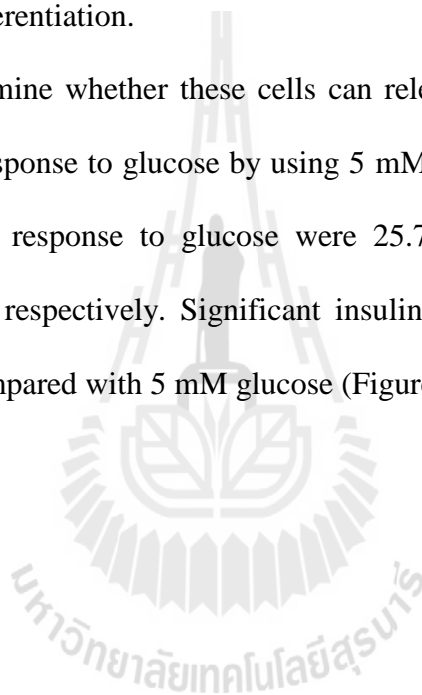 erentiation.
mine whether these cells can rele
sponse to glucose by using 5 mM
response to glucose were 25.7
respectively. Significant insulin
mpared with 5 mM glucose (Figure
มหาวิทยาลัยเทคโนโลยีสุรนารี